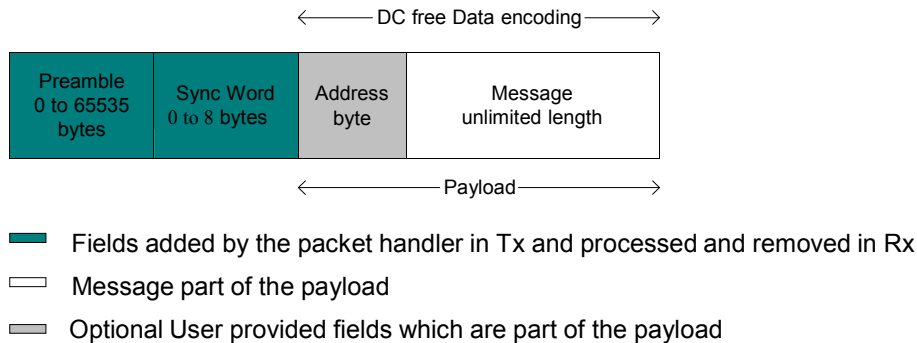 DC free Data encoding
Preamble
0 to 65535
bytes
Sync Word
0 to 8 bytes
Address
byte
Message
unlimited length
Payload
Fields added by the packet handler in Tx and processed and removed in Rx
Message part of the payload
Optional User provided fields which are part of the payload